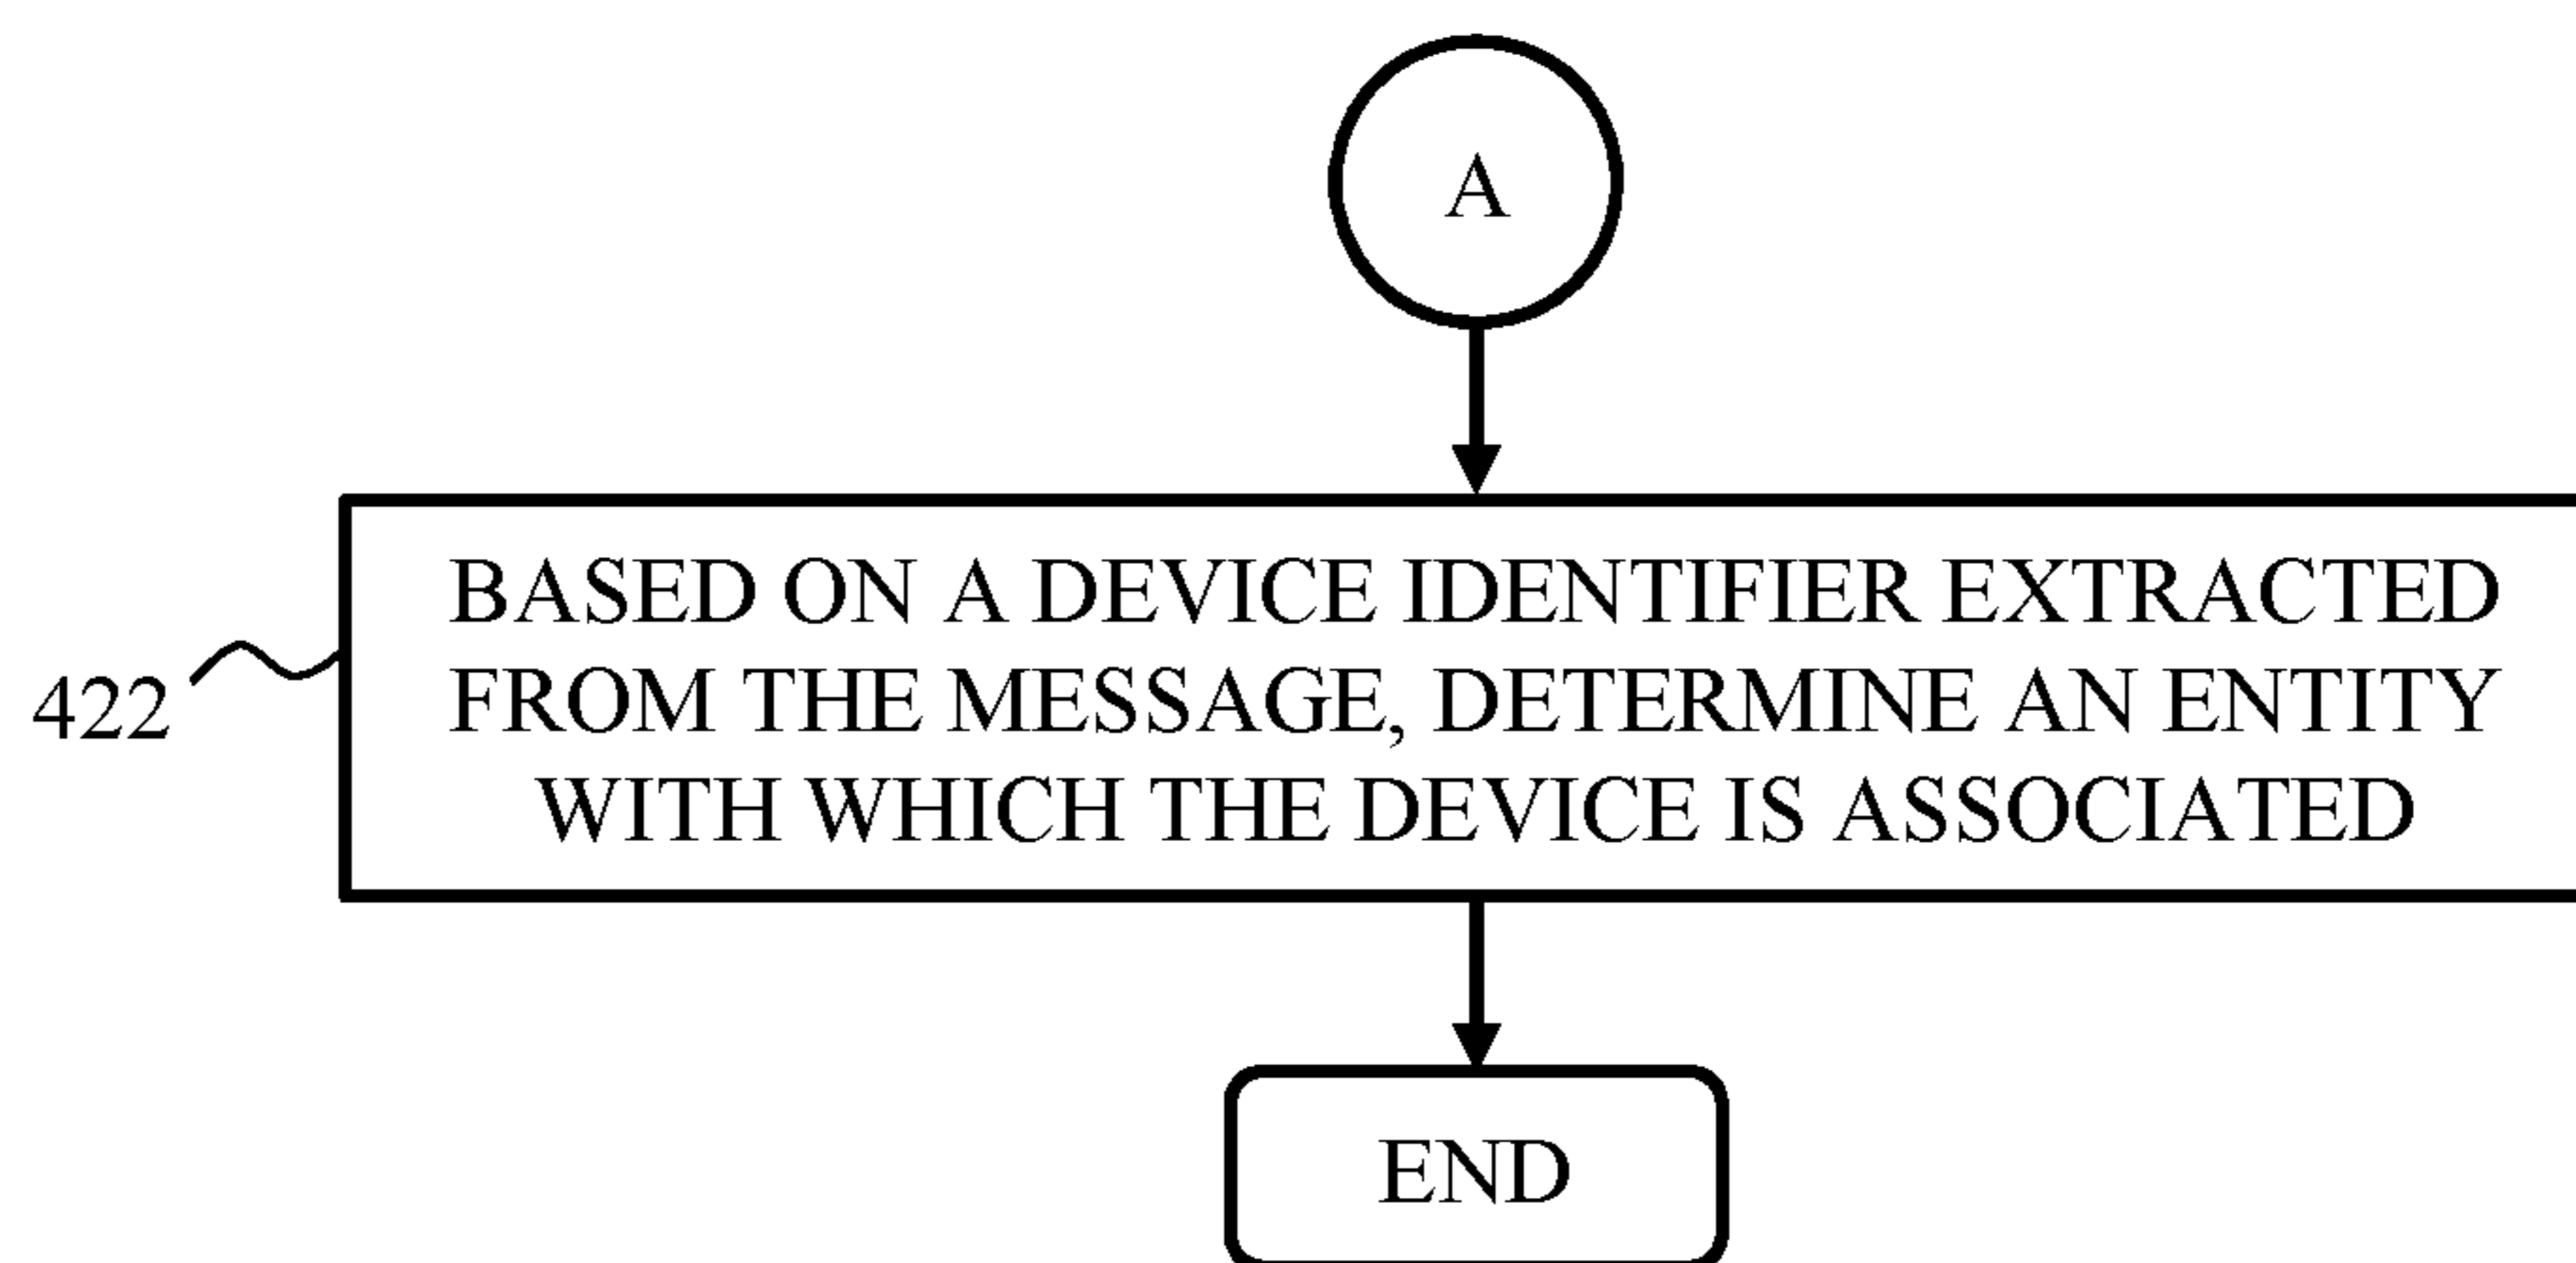 A
BASED ON A DEVICE IDENTIFIER EXTRACTED
FROM THE MESSAGE, DETERMINE AN ENTITY
WITH WHICH THE DEVICE IS ASSOCIATED
422
END